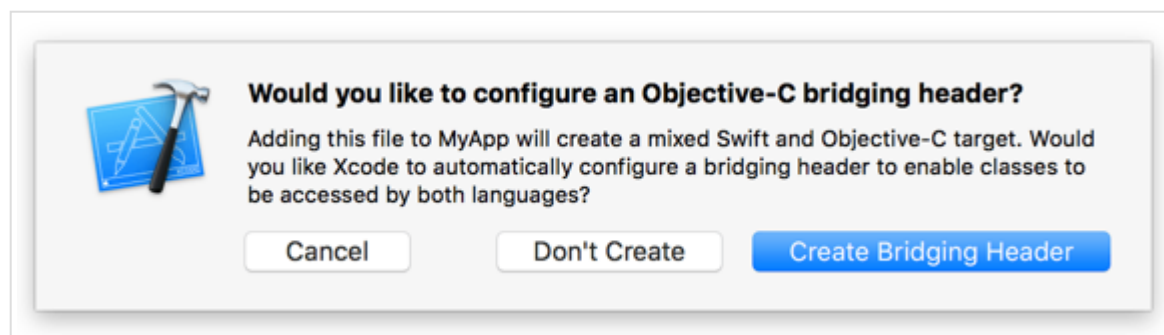 Would you like to configure an Objective-C bridging header?
Adding this file to MyApp will create a mixed Swift and Objective-C target. Would
you like Xcode to automatically configure a bridging header to enable classes to
be accessed by both languages?
Cancel
Don't Create
Create Bridging Header